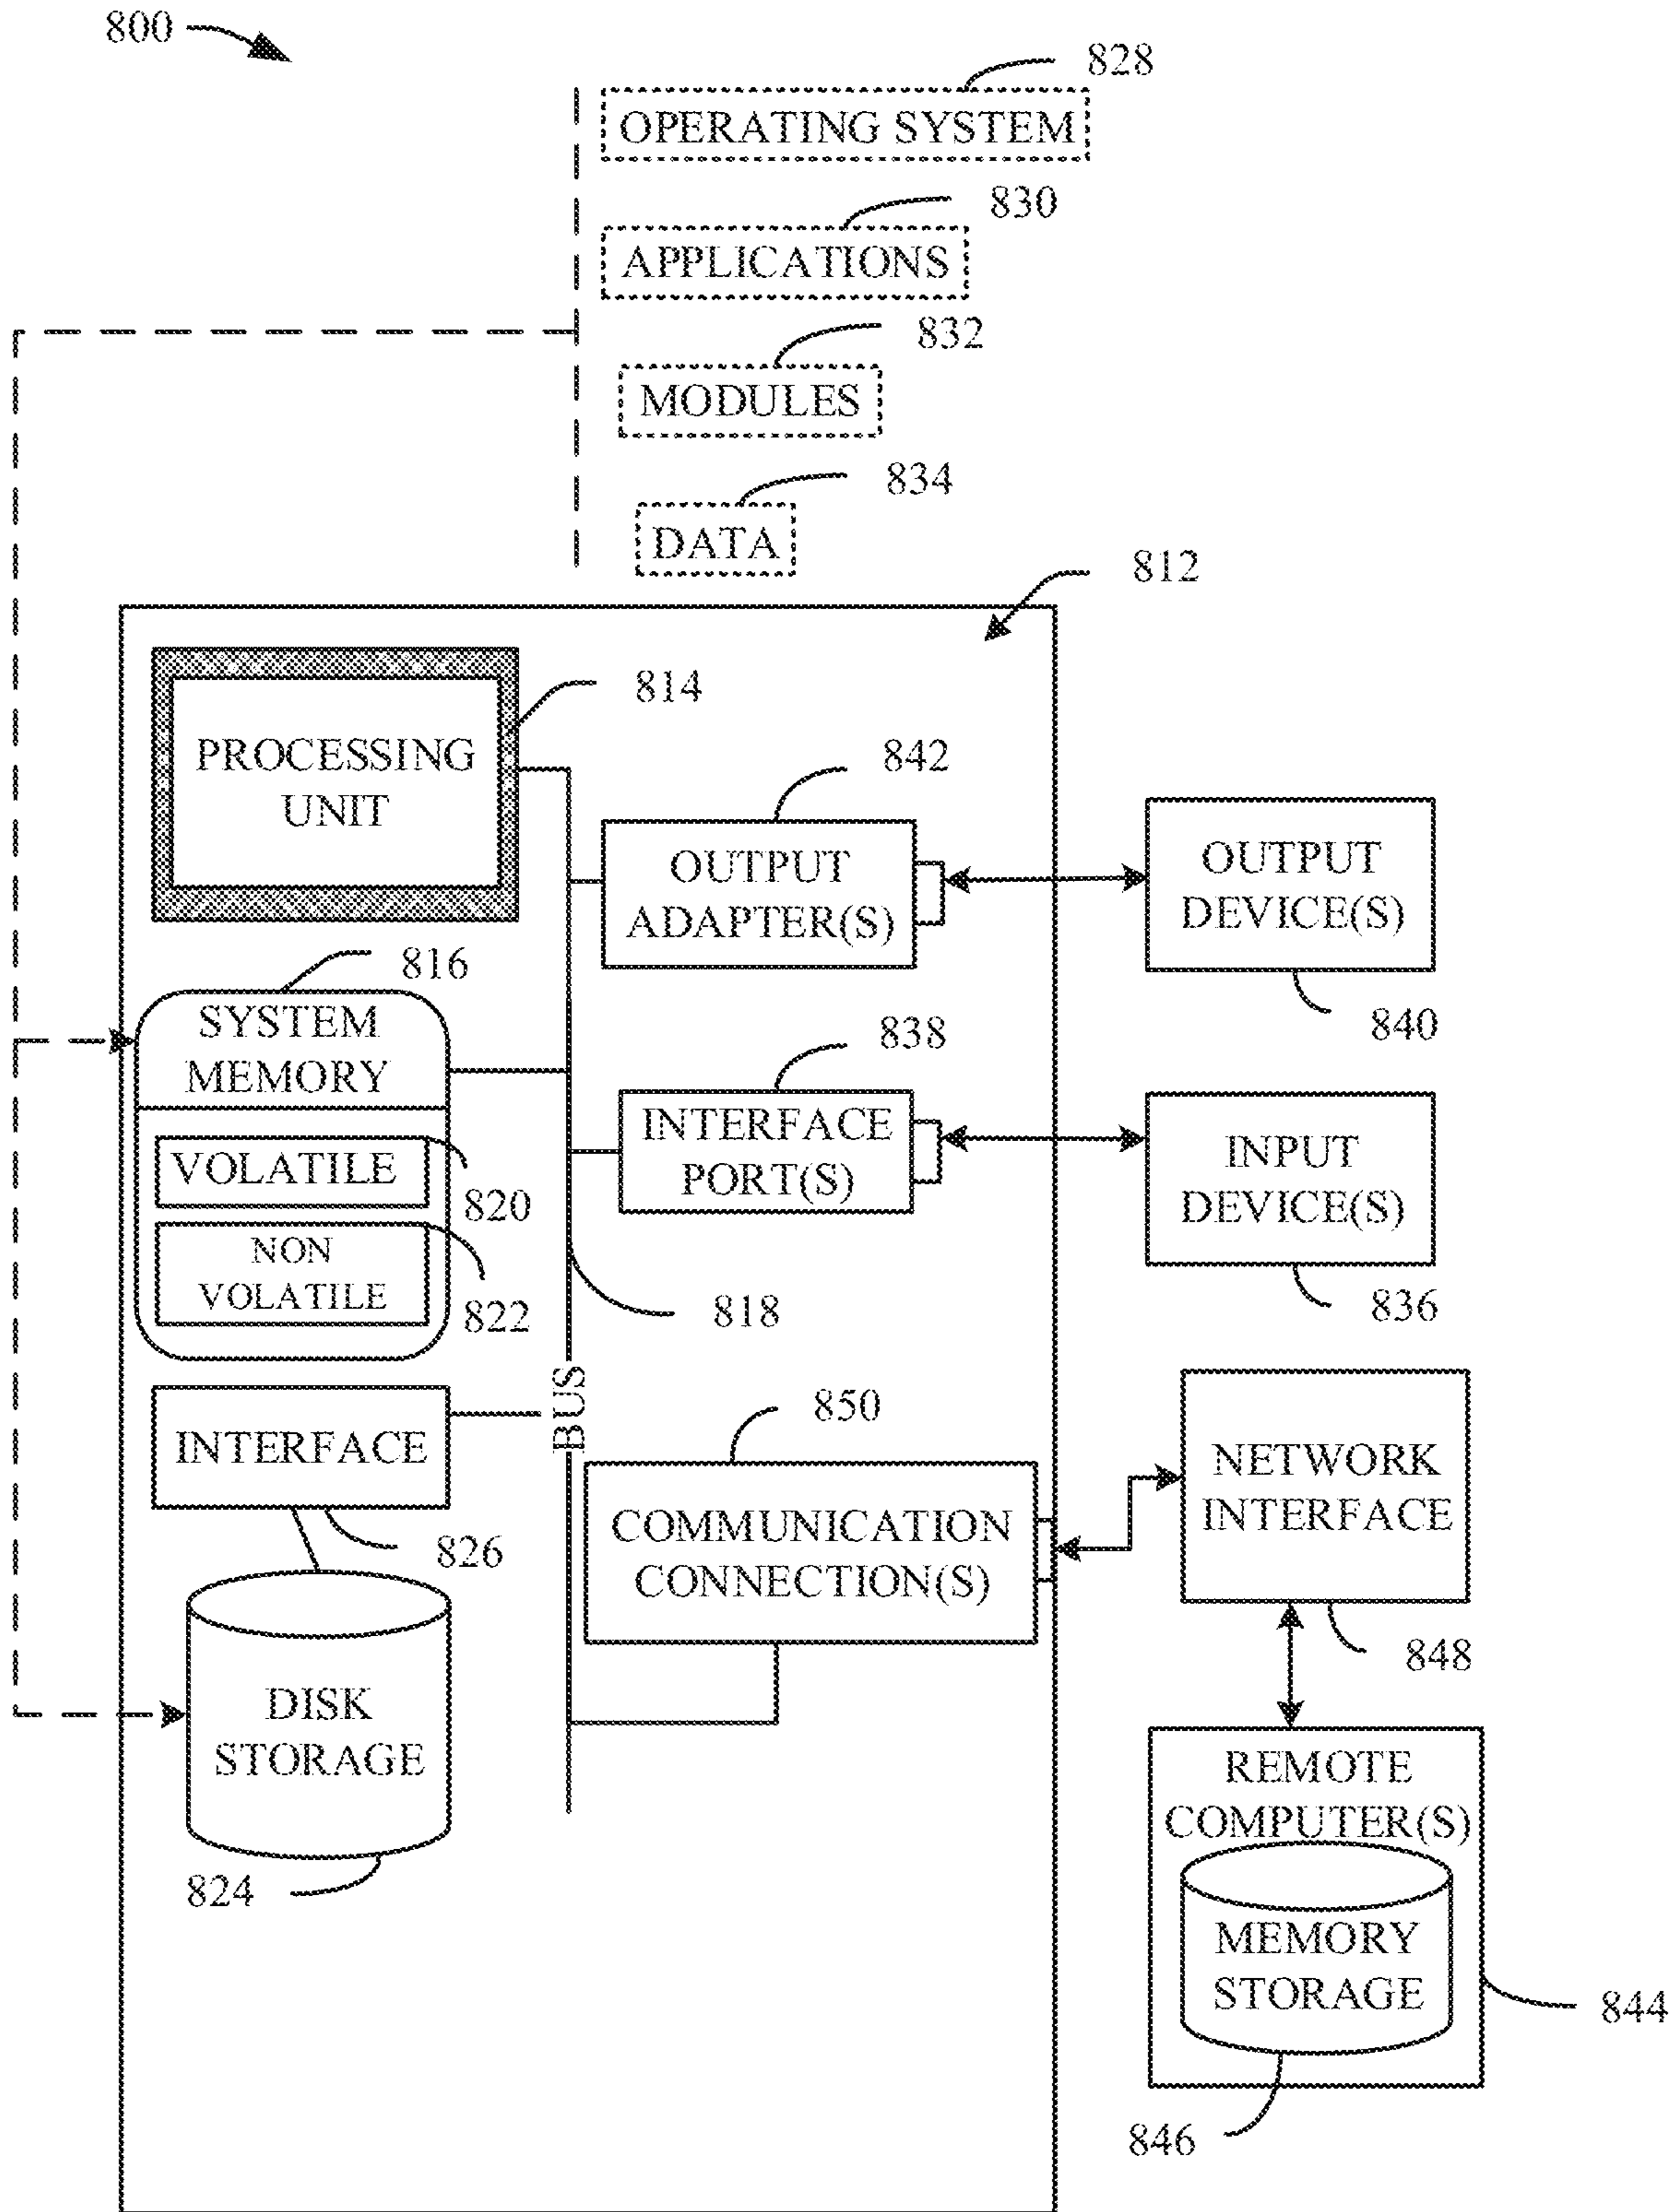 800
828
OPERATING SYSTEM
830
APPLICATIONS
832
MODULES
834
DATA
812
814
PROCESSING
UNIT
842
OUTPUT
ADAPTER(S)
OUTPUT
DEVICE(S)
840
816
SYSTEM
MEMORY
838
INTERFACE
PORT(S)
INPUT
DEVICE(S)
836
VOLATILE
820
NON
VOLATILE
822
818
BUS
INTERFACE
826
850
COMMUNICATION
CONNECTION(S)
NETWORK
INTERFACE
848
DISK
STORAGE
824
REMOTE
COMPUTER(S)
MEMORY
STORAGE
844
846